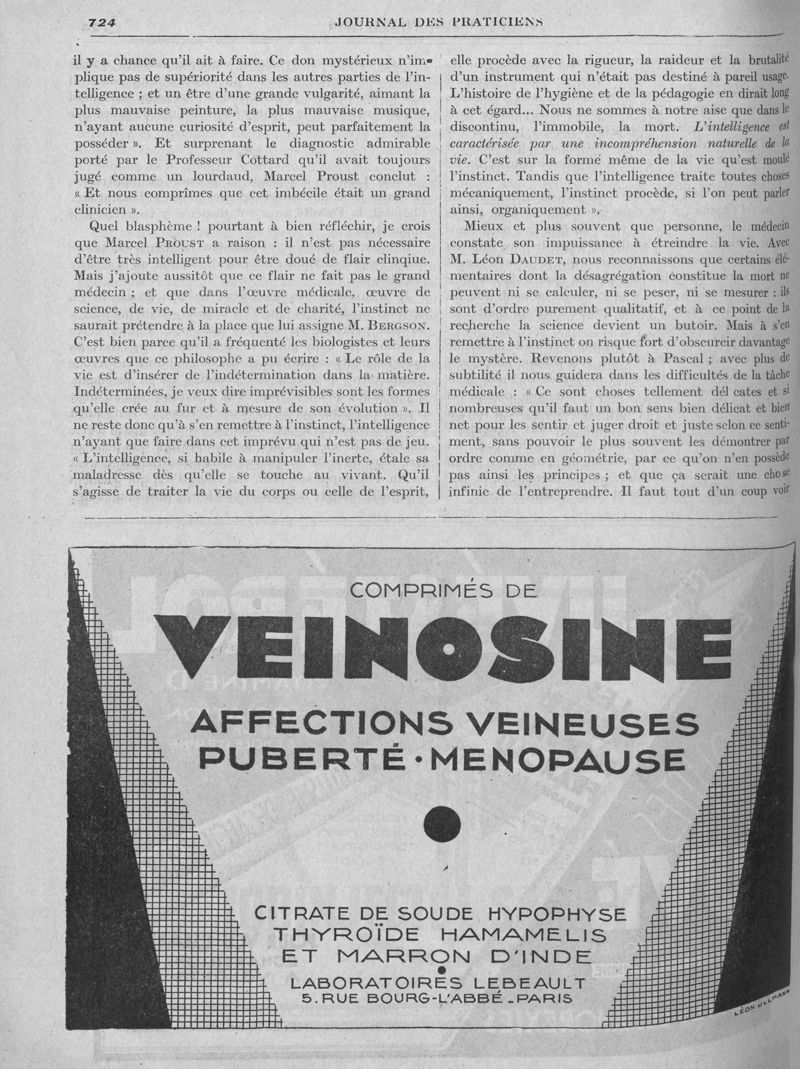 724
JOURNAL DES PRATICIENS
il y a chance qu'il ait à faire. Ce don mystérieux n'im-
plique pas de supériorité dans les autres parties de l'in-
telligence ; et un être d'une grande vulgarité, aimant la
plus mauvaise peinture, la plus mauvaise musique,
n'ayant aucune curiosité d'esprit, peut parfaitement la
posséder ». Et surprenant le diagnostic admirable
porté par le Professeur Cottard qu'il avait toujours
jugé comme un lourdaud, Marcel Proust conclut :
« Et nous comprîmes que cet imbécile était un grand
clinicien ».
Quel blasphème ! pourtant à bien réfléchir, je crois
que Marcel PROUST a raison : il n'est pas nécessaire
d'être très intelligent pour être doué de flair clinqiue.
Mais j'ajoute aussitôt que ce flair ne fait pas le grand
médecin ; et que dans l'œuvre médicale, œuvre de
science, de vie, de miracle et de charité, l'instinct ne
saurait prétendre à la place que lui assigne M. BERGSON.
C'est bien parce qu'il a fréquenté les biologistes et leurs
œuvres que ce philosophe a pu écrire : « Le rôle de la
vie est d'insérer de l'indétermination dans la matière.
Indéterminées, je veux dire imprévisibles sont les formes
qu'elle crée au fur et à mesure de son évolution ». Il
ne reste donc qu'à s'en remettre à l'instinct, l'intelligence
n'ayant que faire dans cet imprévu qui n'est pas de jeu.
« L'intelligence, si habile à manipuler l'inerte, étale sa
maladresse dès qu'elle se touche au vivant. Qu'il
s'agisse de traiter la vie du corps ou celle de l'esprit,
elle procède avec la rigueur, la raideur et la brutalité
d'un instrument qui n'était pas destiné à pareil usage.
L'histoire de l'hygiène et de la pédagogie en dirait long
à cet égard... Nous ne sommes à notre aise que dans le
discontinu, l'immobile, la mort. L'intelligence est
caractérisée par une incompréhension naturelle de la
vie. C'est sur la forme même de la vie qu'est moulé
l'instinct. Tandis que l'intelligence traite toutes choses
mécaniquement, l'instinct procède, si l'on peut parler
ainsi, organiquement ».
Mieux et plus souvent que personne, le médecin
constate son impuissance à étreindre la vie. Avec
M. Léon DAUDET, nous reconnaissons que certains élé-
mentaires dont la désagrégation constitue la mort ne
peuvent ni se calculer, ni se peser, ni se mesurer : ils
sont d'ordre purement qualitatif, et à ce point de la
recherche la science devient un butoir. Mais à s'en
remettre à l'instinct on risque fort d'obscurcir davantage
le mystère. Revenons plutôt à Pascal ; avec plus de
subtilité il nous guidera dans les difficultés de la tâche
médicale : « Ce sont choses tellement dél cates et si
nombreuses qu'il faut un bon sens bien délicat et bien
net pour les sentir et juger droit et juste selon ce senti-
ment, sans pouvoir le plus souvent les démontrer par
ordre comme en géométrie, par ce qu'on n'en possède
pas ainsi les principes ; et que ça serait une chose
infinie de l'entreprendre. Il faut tout d'un coup voir
COMPRIMÉS DE
VEINOSINE
AFFECTIONS VEINEUSES
PUBERTÉ • MENOPAUSE
CITRATE DE SOUDE HYPOPHYSE
THYROÏDE HAMAMELIS
ET MARRON D'INDE
LABORATOIRES LEBEAULT
5. RUE BOURG-L'ABBÉ _ PARIS
LÉON ULLMANN